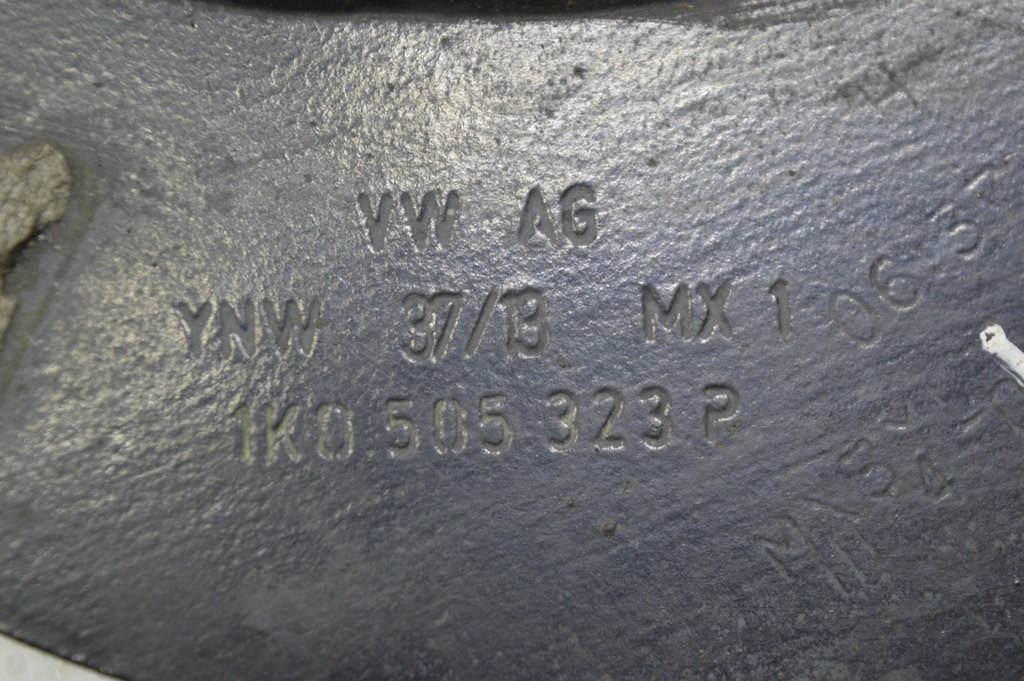 VW AG
YNW 37/13 MX 1
1K0.505 323 P
06.37